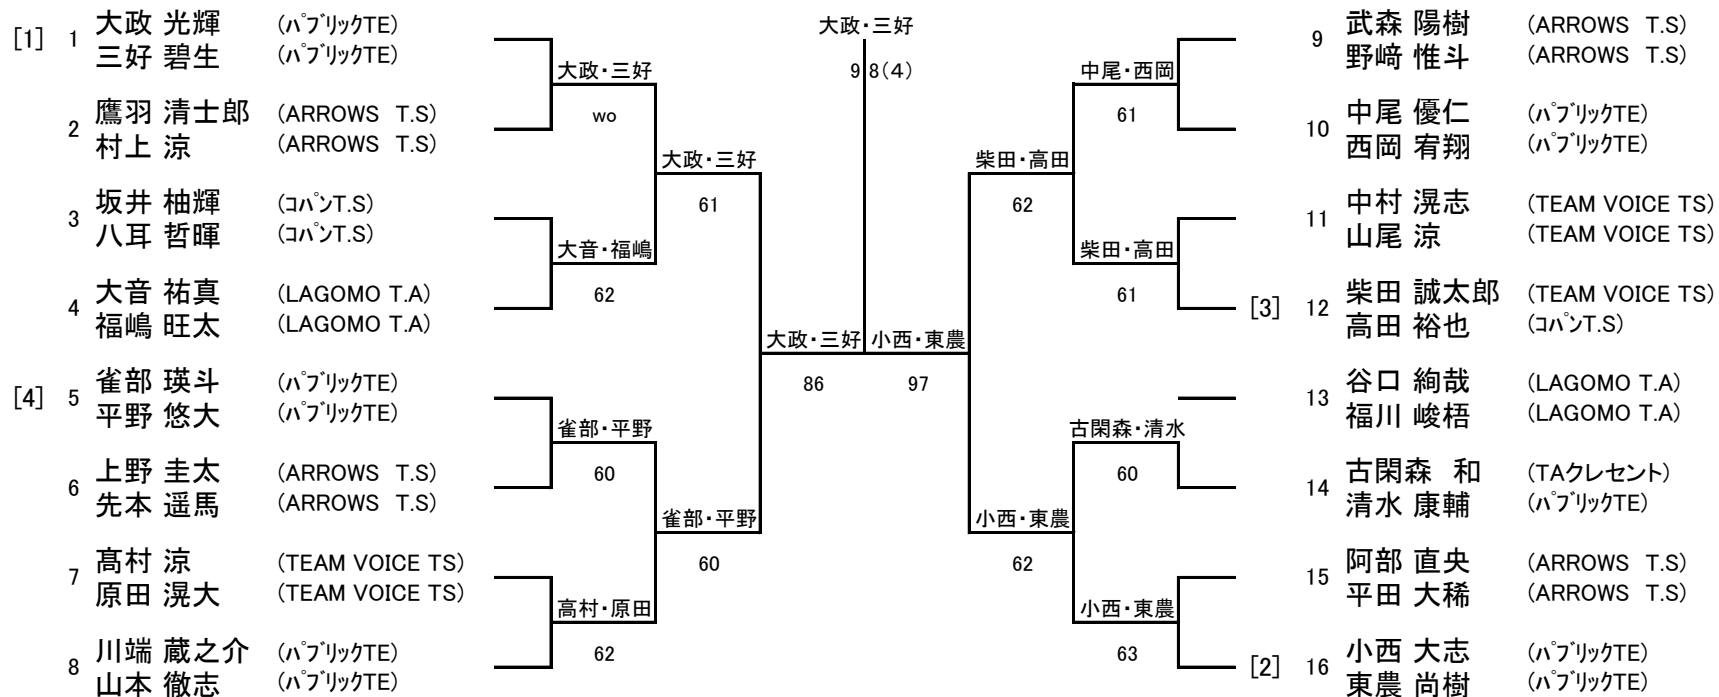 [1] 1 大政 光輝 (ﾊﾟﾌﾞﾘｯｸTE)
三好 碧生 (ﾊﾟﾌﾞﾘｯｸTE)
2 鷹羽 清士郎 (ARROWS T.S)
村上 涼 (ARROWS T.S)
3 坂井 柚輝 (ｺﾊﾟﾝT.S)
八耳 哲暉 (ｺﾊﾟﾝT.S)
4 大音 祐真 (LAGOMO T.A)
福嶋 旺太 (LAGOMO T.A)
[4] 5 雀部 瑛斗 (ﾊﾟﾌﾞﾘｯｸTE)
平野 悠大 (ﾊﾟﾌﾞﾘｯｸTE)
6 上野 圭太 (ARROWS T.S)
先本 遥馬 (ARROWS T.S)
7 髙村 涼 (TEAM VOICE TS)
原田 滉大 (TEAM VOICE TS)
8 川端 蔵之介 (ﾊﾟﾌﾞﾘｯｸTE)
山本 徹志 (ﾊﾟﾌﾞﾘｯｸTE)
大政・三好
wo
大音・福嶋
62
雀部・平野
60
高村・原田
62
大政・三好
61
雀部・平野
60
大政・三好
86
大政・三好
9 8(4)
小西・東農
97
柴田・高田
62
小西・東農
62
中尾・西岡
61
柴田・高田
61
古閑森・清水
60
小西・東農
63
9 武森 陽樹 (ARROWS T.S)
野﨑 惟斗 (ARROWS T.S)
10 中尾 優仁 (ﾊﾟﾌﾞﾘｯｸTE)
西岡 宥翔 (ﾊﾟﾌﾞﾘｯｸTE)
11 中村 滉志 (TEAM VOICE TS)
山尾 涼 (TEAM VOICE TS)
[3] 12 柴田 誠太郎 (TEAM VOICE TS)
高田 裕也 (ｺﾊﾟﾝT.S)
13 谷口 絢哉 (LAGOMO T.A)
福川 峻梧 (LAGOMO T.A)
14 古閑森 和 (TAクレセント)
清水 康輔 (ﾊﾟﾌﾞﾘｯｸTE)
15 阿部 直央 (ARROWS T.S)
平田 大稀 (ARROWS T.S)
[2] 16 小西 大志 (ﾊﾟﾌﾞﾘｯｸTE)
東農 尚樹 (ﾊﾟﾌﾞﾘｯｸTE)